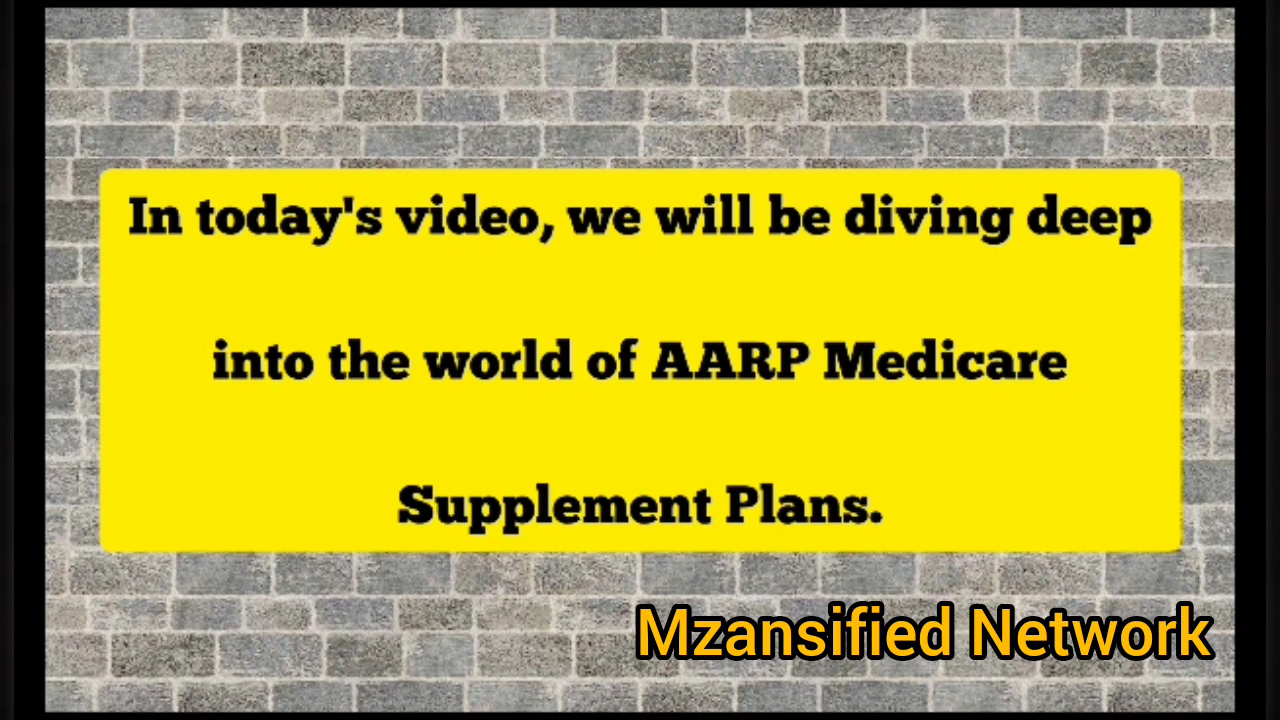 In today's video, we will be diving deep
into the world of AARP Medicare
Supplement Plans.
Mzansified Network